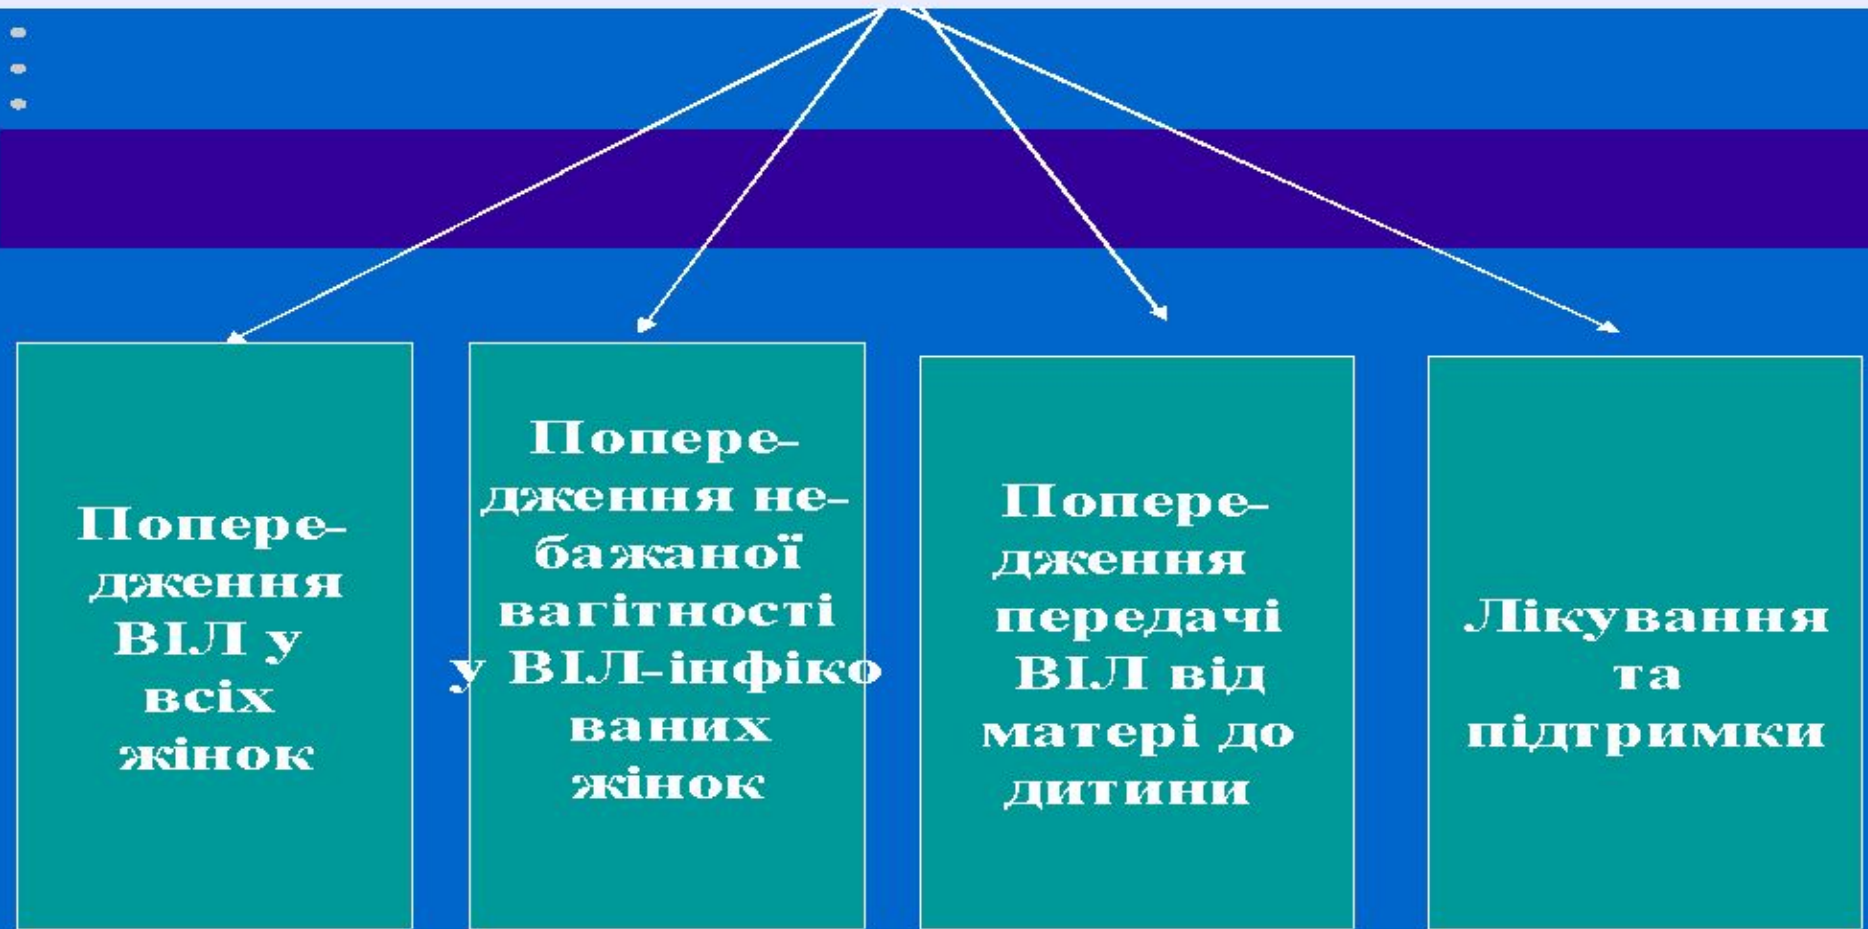 Попере-
дження
ВІЛ у
всіх
жінок
Попере-
дження не-
бажаної
вагітності
у ВІЛ-інфіко
ваних
жінок
Попере-
дження
передачі
ВІЛ від
матері до
дитини
Лікування
та
підтримки